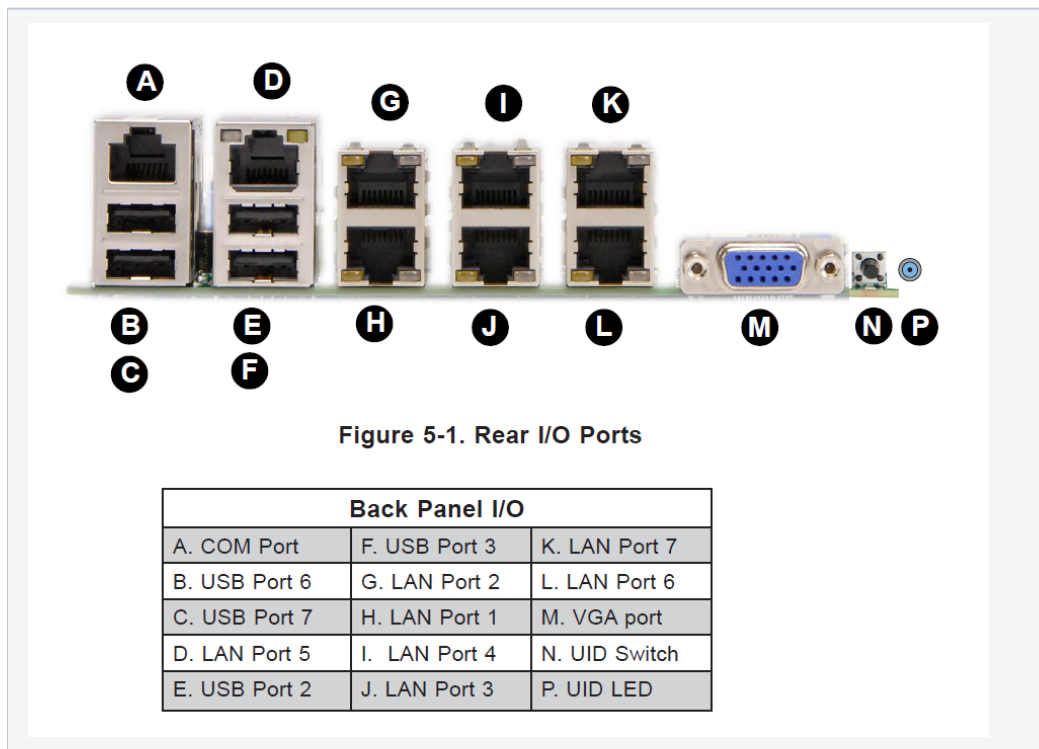 A
D
G
I
K
B
C
E
F
H
J
L
M
N
P
Figure 5-1. Rear I/O Ports
Back Panel I/O
A. COM Port F. USB Port 3 K. LAN Port 7
B. USB Port 6 G. LAN Port 2 L. LAN Port 6
C. USB Port 7 H. LAN Port 1 M. VGA port
D. LAN Port 5 I. LAN Port 4 N. UID Switch
E. USB Port 2 J. LAN Port 3 P. UID LED